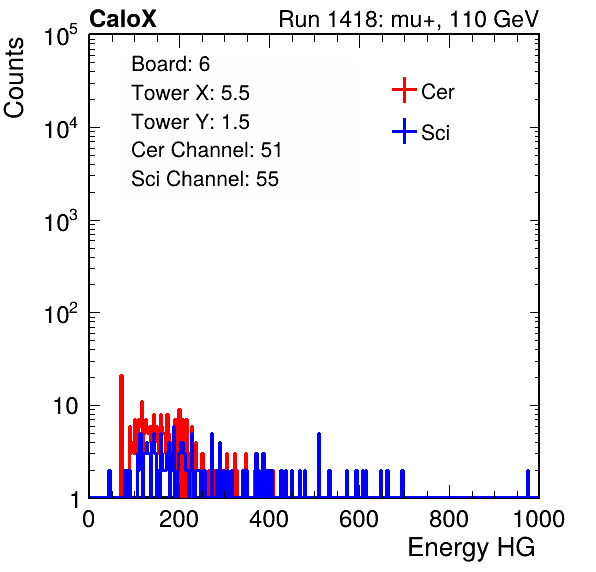 CaloX Run 1418: mu+, 110 GeV
Counts
Board: 6
Tower X: 5.5
Tower Y: 1.5
Cer Channel: 51
Sci Channel: 55
Cer
Sci
10^5
10^4
10^3
10^2
10
1
0 200 400 600 800 1000
Energy HG